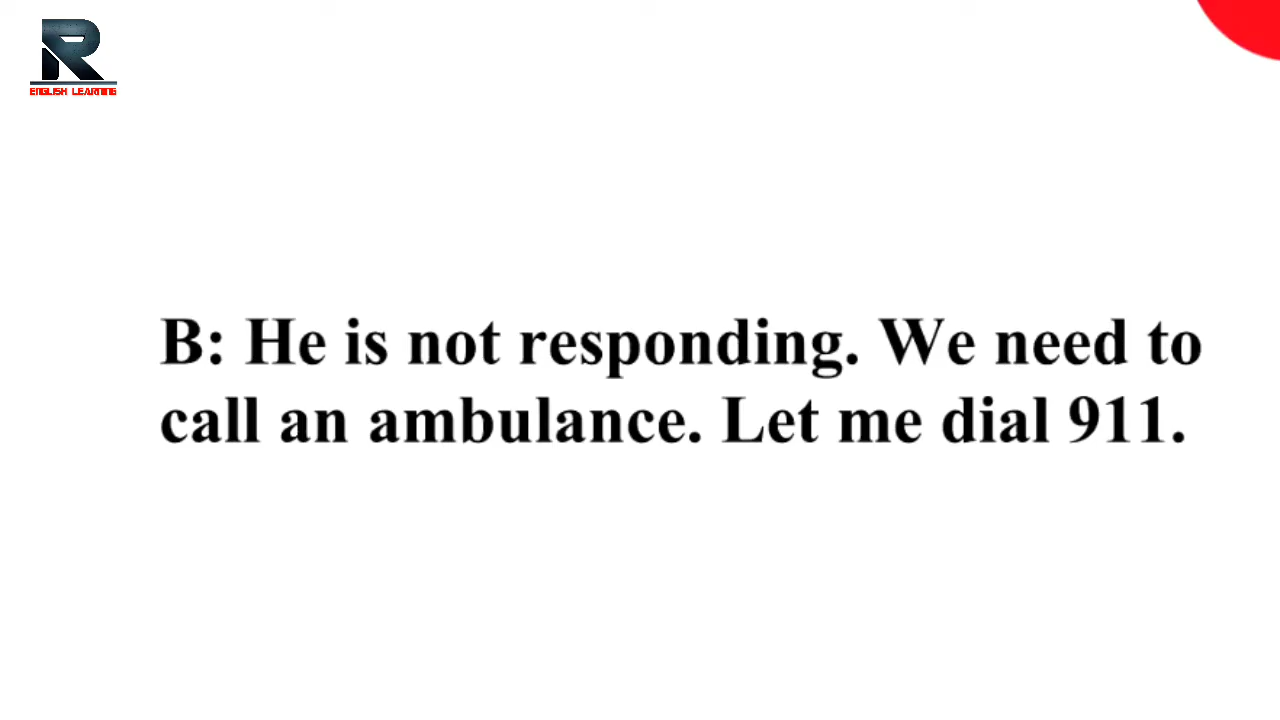 R
ENGLISH LEARNING
B: He is not responding. We need to
call an ambulance. Let me dial 911.